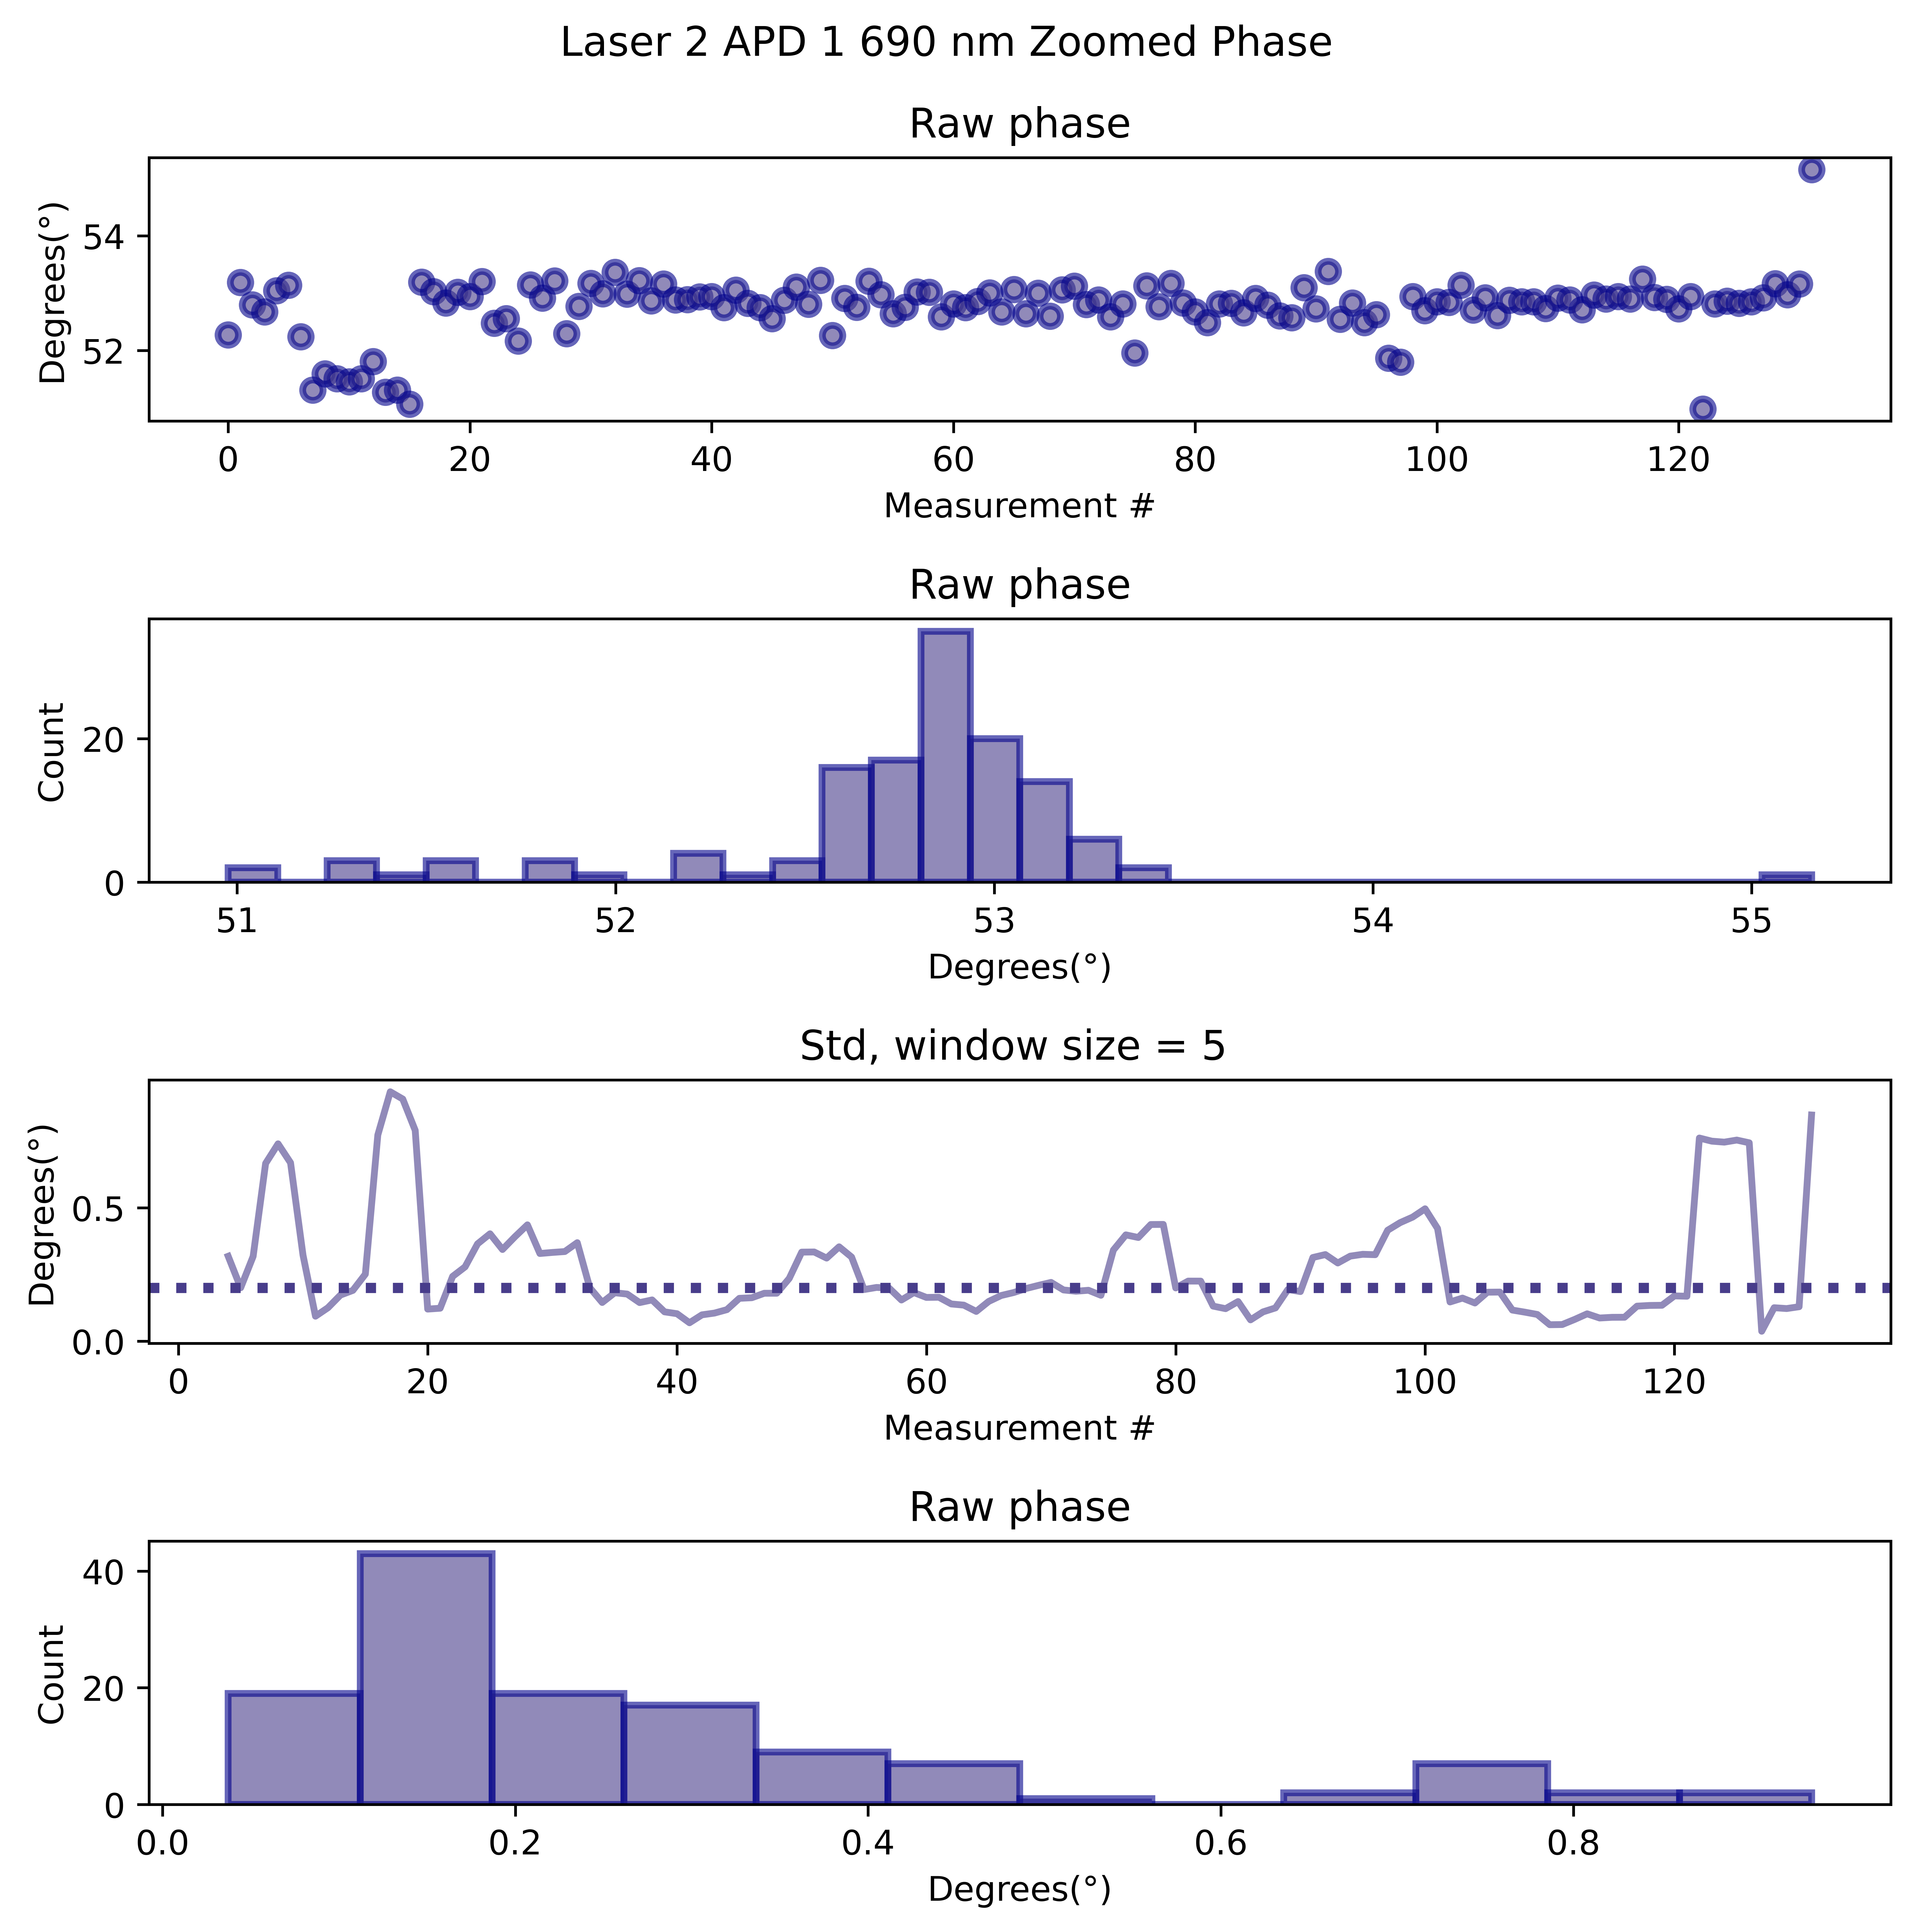 Laser 2 APD 1 690 nm Zoomed Phase
Raw phase
Degrees(°)
54
52
0 20 40 60 80 100 120
Measurement #
Raw phase
Count
20
0
51 52 53 54 55
Degrees(°)
Std, window size = 5
Degrees(°)
0.5
0.0
0 20 40 60 80 100 120
Measurement #
Raw phase
Count
40
20
0
0.0 0.2 0.4 0.6 0.8
Degrees(°)